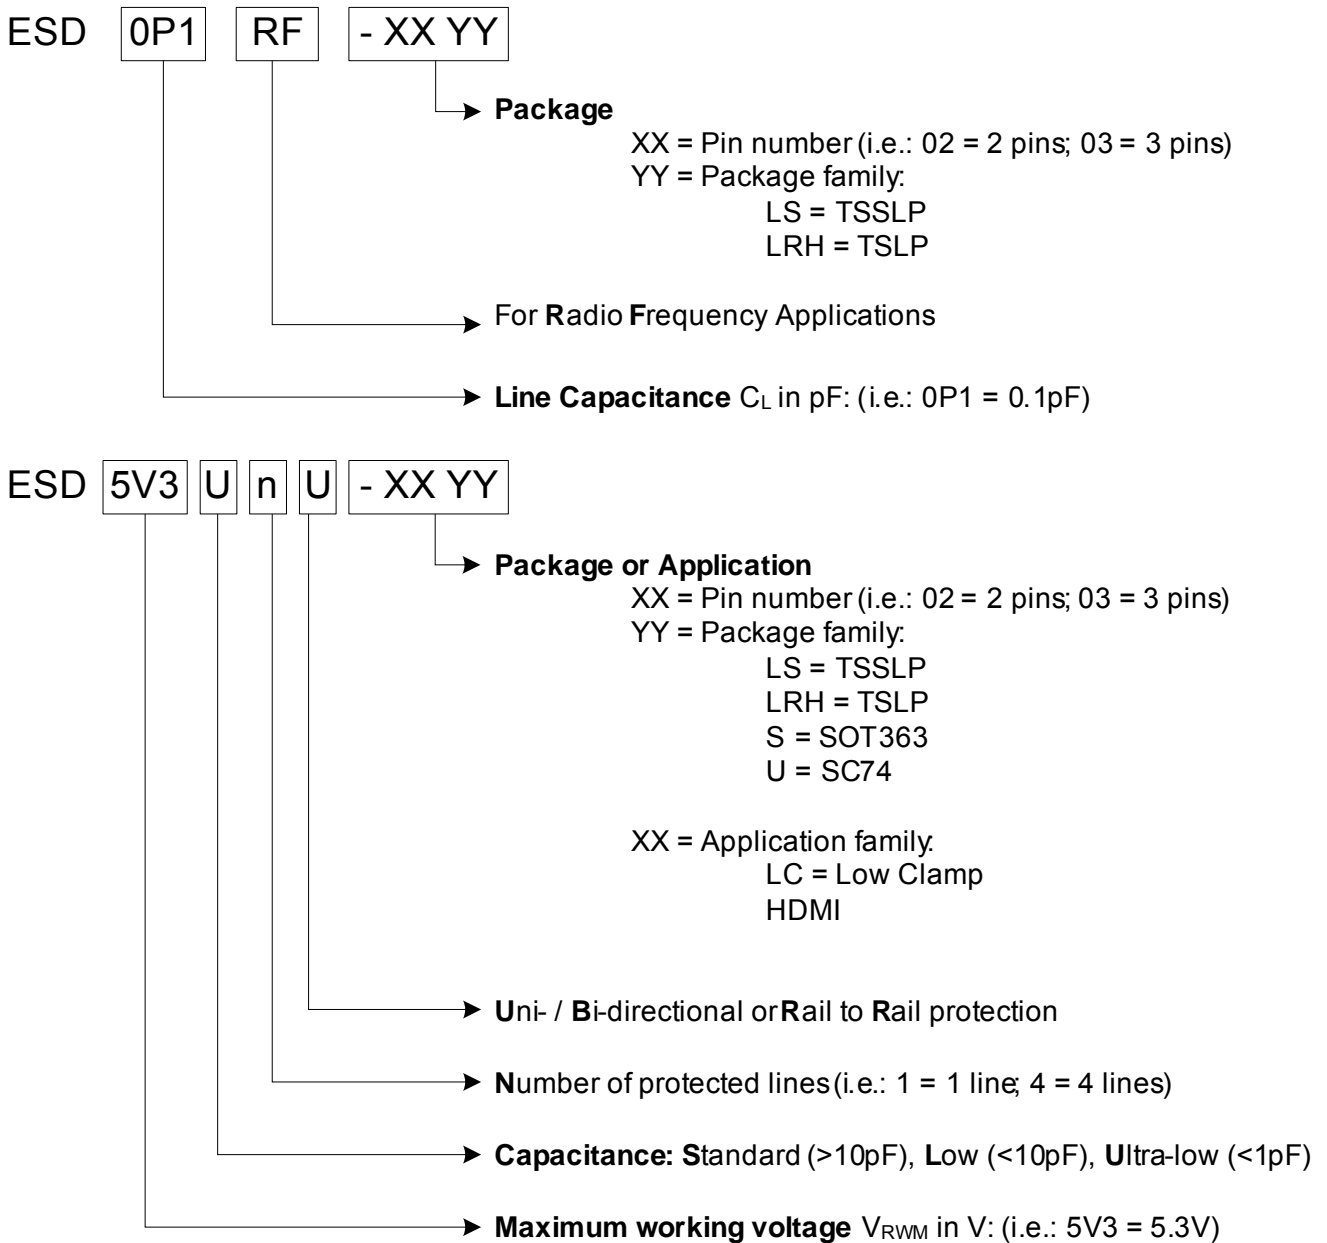 ESD 0P1 RF - XX YY
Package
XX = Pin number (i.e.: 02 = 2 pins; 03 = 3 pins)
YY = Package family:
LS = TSSLP
LRH = TSLP
For Radio Frequency Applications
Line Capacitance CL in pF: (i.e.: 0P1 = 0.1pF)
ESD 5V3 U n U - XX YY
Package or Application
XX = Pin number (i.e.: 02 = 2 pins; 03 = 3 pins)
YY = Package family:
LS = TSSLP
LRH = TSLP
S = SOT363
U = SC74
XX = Application family:
LC = Low Clamp
HDMI
Uni- / Bi-directional or Rail to Rail protection
Number of protected lines (i.e.: 1 = 1 line; 4 = 4 lines)
Capacitance: Standard (>10pF), Low (<10pF), Ultra-low (<1pF)
Maximum working voltage VRWM in V: (i.e.: 5V3 = 5.3V)